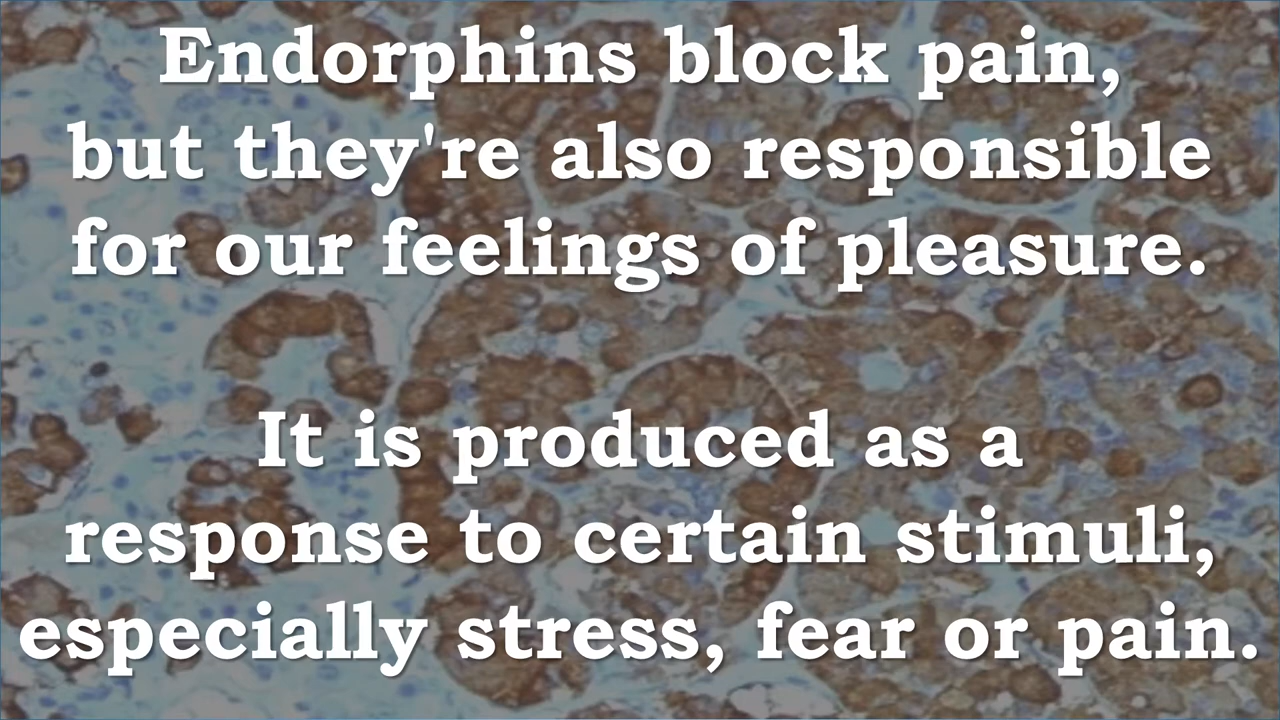 Endorphins block pain,
but they're also responsible
for our feelings of pleasure.
It is produced as a
response to certain stimuli,
especially stress, fear or pain.